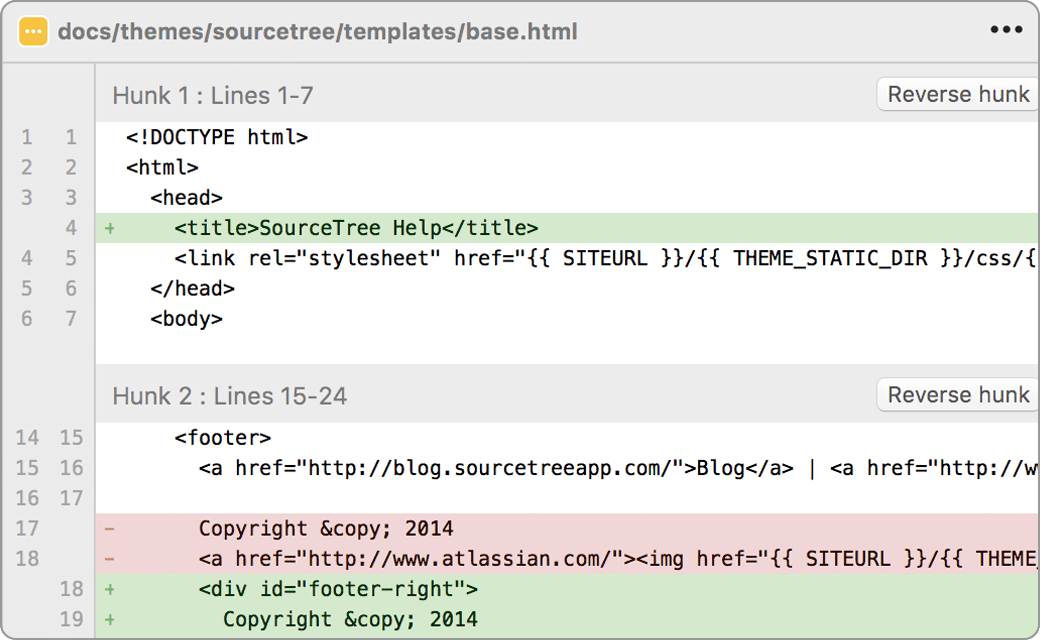 docs/themes/sourcetree/templates/base.html
Hunk 1 : Lines 1-7 Reverse hunk
1 1 <!DOCTYPE html>
2 2 <html>
3 3 <head>
4 + <title>SourceTree Help</title>
4 5 <link rel="stylesheet" href="{{ SITEURL }}/{{ THEME_STATIC_DIR }}/css/{
5 6 </head>
6 7 <body>
Hunk 2 : Lines 15-24 Reverse hunk
14 15 <footer>
15 16 <a href="http://blog.sourcetreeapp.com/">Blog</a> | <a href="http://w
16 17
17 - Copyright &copy; 2014
18 - <a href="http://www.atlassian.com/"><img href="{{ SITEURL }}/{{ THEME_
18 + <div id="footer-right">
19 + Copyright &copy; 2014